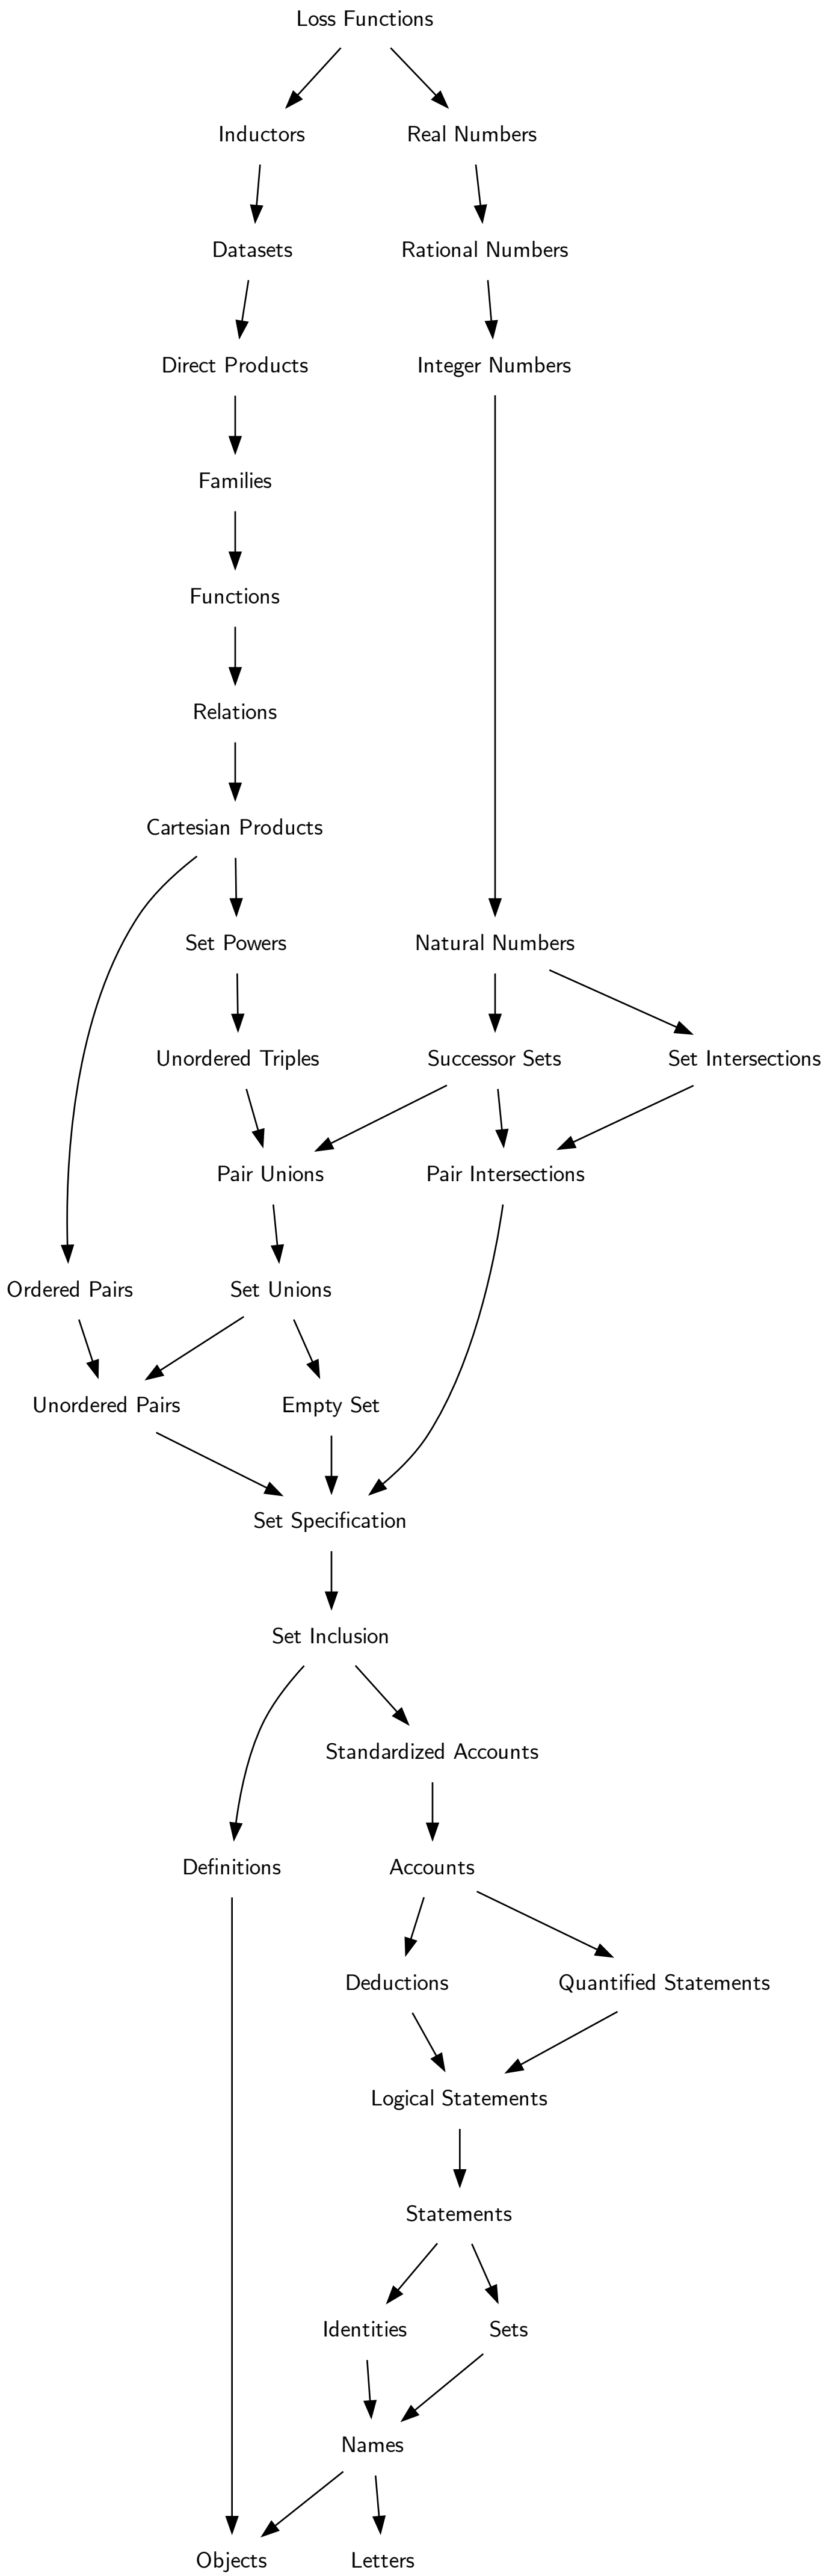 Loss Functions
Inductors
Real Numbers
Datasets
Rational Numbers
Direct Products
Integer Numbers
Families
Functions
Relations
Cartesian Products
Set Powers
Natural Numbers
Unordered Triples
Successor Sets
Set Intersections
Pair Unions
Pair Intersections
Ordered Pairs
Set Unions
Unordered Pairs
Empty Set
Set Specification
Set Inclusion
Standardized Accounts
Definitions
Accounts
Deductions
Quantified Statements
Logical Statements
Statements
Identities
Sets
Names
Objects
Letters